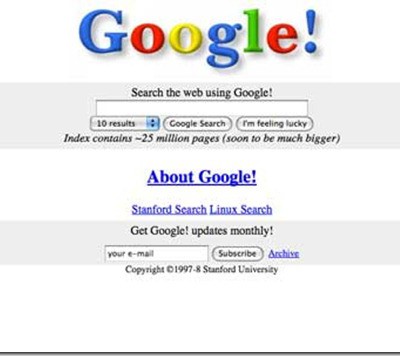 Google!
Search the web using Google!
10 results Google Search I'm feeling lucky
Index contains ~25 million pages (soon to be much bigger)
About Google!
Stanford Search Linux Search
Get Google! updates monthly!
your e-mail Subscribe Archive
Copyright ©1997-8 Stanford University